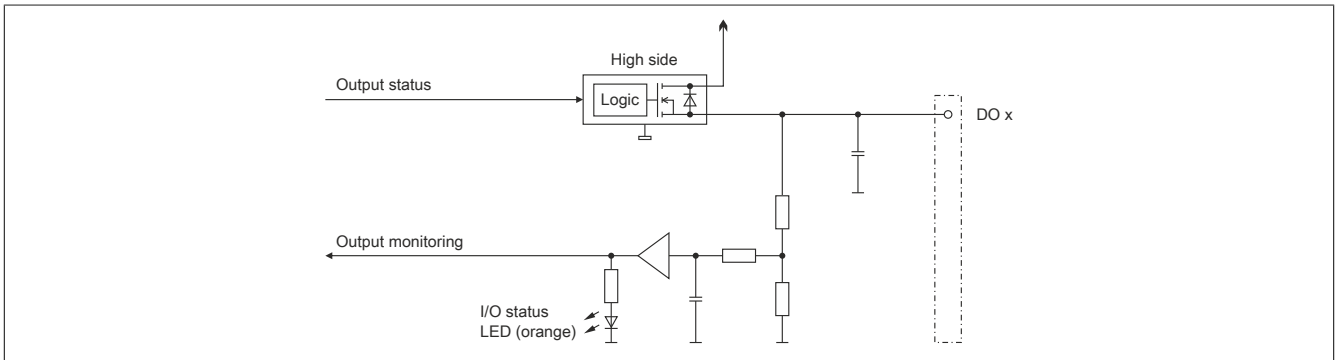 High side
Output status
Logic
DO x
Output monitoring
I/O status
LED (orange)